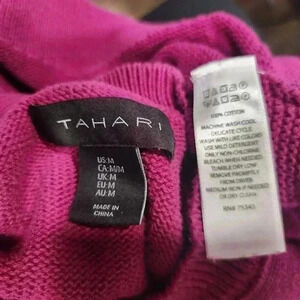 TAHARI
US:M
CA:M/M
UK:M
EU:M
AU:M
MADE IN
CHINA
100% COTTON
MACHINE WASH COOL
DELICATE CYCLE
WASH WITH LIKE COLORS
USE MILD DETERGENT
ONLY NON-CHLORINE
BLEACH WHEN NEEDED
TUMBLE DRY LOW
REMOVE PROMPTLY
FROM DRYER
MEDIUM IRON IF NEEDED
OR DRY CLEAN
RN# 75340